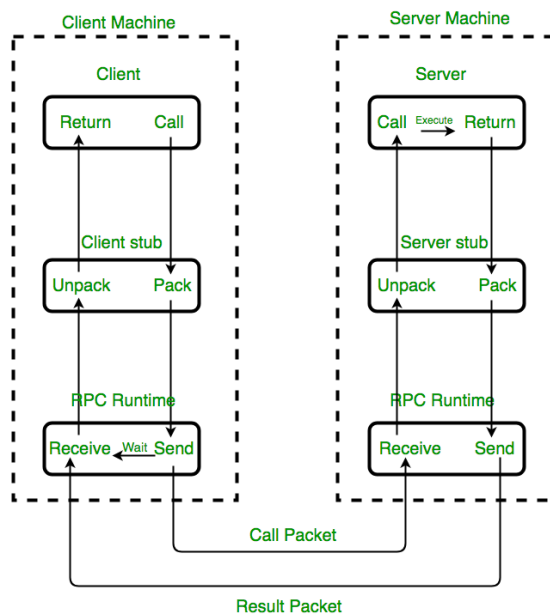 Client Machine
Server Machine
Client
Server
Return Call
Call Execute Return
Client stub
Server stub
Unpack Pack
Unpack Pack
RPC Runtime
RPC Runtime
Receive Wait Send
Receive Send
Call Packet
Result Packet